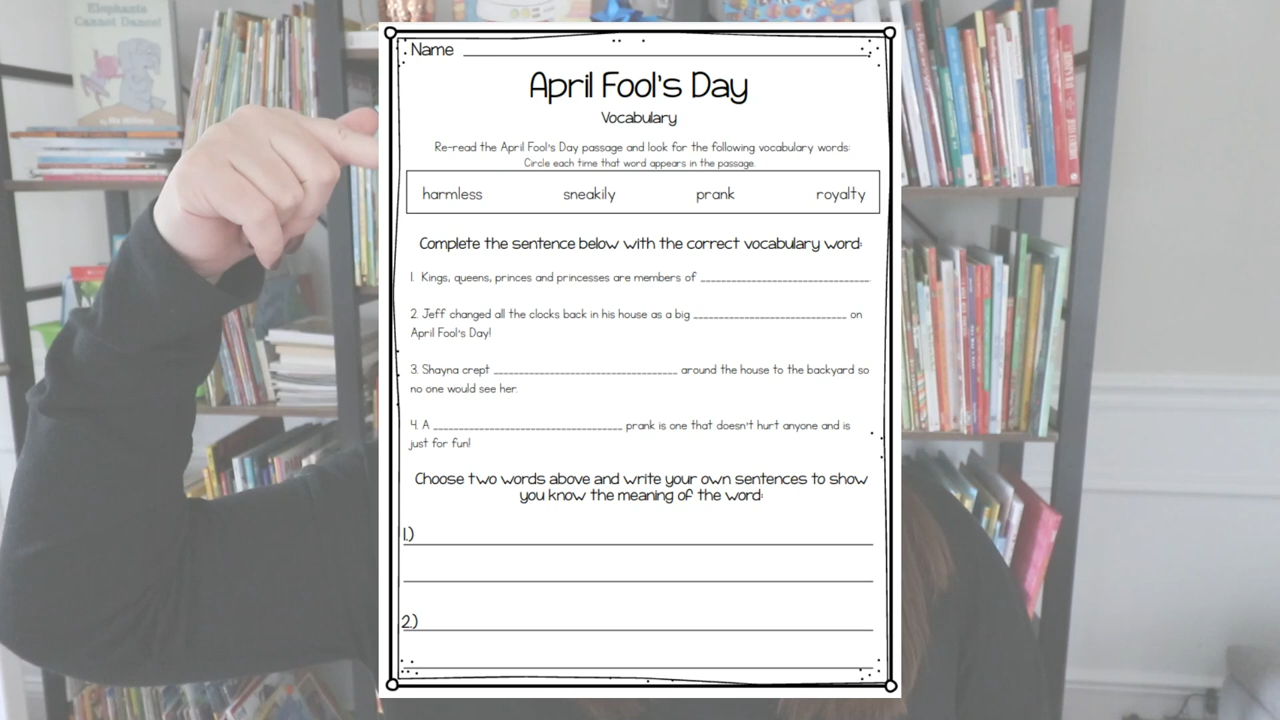 Elephants
Cannot Dance!
Name
April Fool's Day
Vocabulary
Re-read the April Fool's Day passage and look for the following vocabulary words:
Circle each time that word appears in the passage.
harmless sneakily prank royalty
Complete the sentence below with the correct vocabulary word:
1. Kings, queens, princes and princesses are members of ____________________
2. Jeff changed all the clocks back in his house as a big ____________________ on
April Fool's Day!
3. Shayna crept ____________________ around the house to the backyard so
no one would see her.
4. A ____________________ prank is one that doesn't hurt anyone and is
just for fun!
Choose two words above and write your own sentences to show
you know the meaning of the word:
1.)
2.)